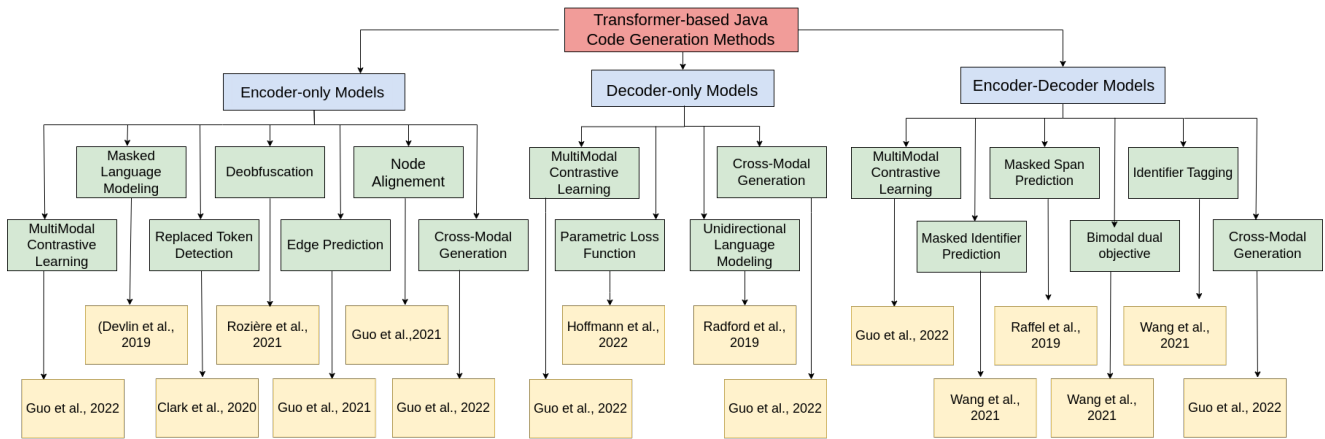 Transformer-based Java
Code Generation Methods
Encoder-only Models
Decoder-only Models
Encoder-Decoder Models
Masked
Language
Modeling
Deobfuscation
Node
Alignement
MultiModal
Contrastive
Learning
Cross-Modal
Generation
MultiModal
Contrastive
Learning
Masked Span
Prediction
Identifier Tagging
MultiModal
Contrastive
Learning
Replaced Token
Detection
Edge Prediction
Cross-Modal
Generation
Parametric Loss
Function
Unidirectional
Language
Modeling
Masked Identifier
Prediction
Bimodal dual
objective
Cross-Modal
Generation
(Devlin et al.,
2019
Rozière et al.,
2021
Guo et al.,2021
Hoffmann et al.,
2022
Radford et al.,
2019
Guo et al., 2022
Raffel et al.,
2019
Wang et al.,
2021
Guo et al., 2022
Clark et al., 2020
Guo et al., 2021
Guo et al., 2022
Guo et al., 2022
Guo et al., 2022
Wang et al.,
2021
Wang et al.,
2021
Guo et al., 2022